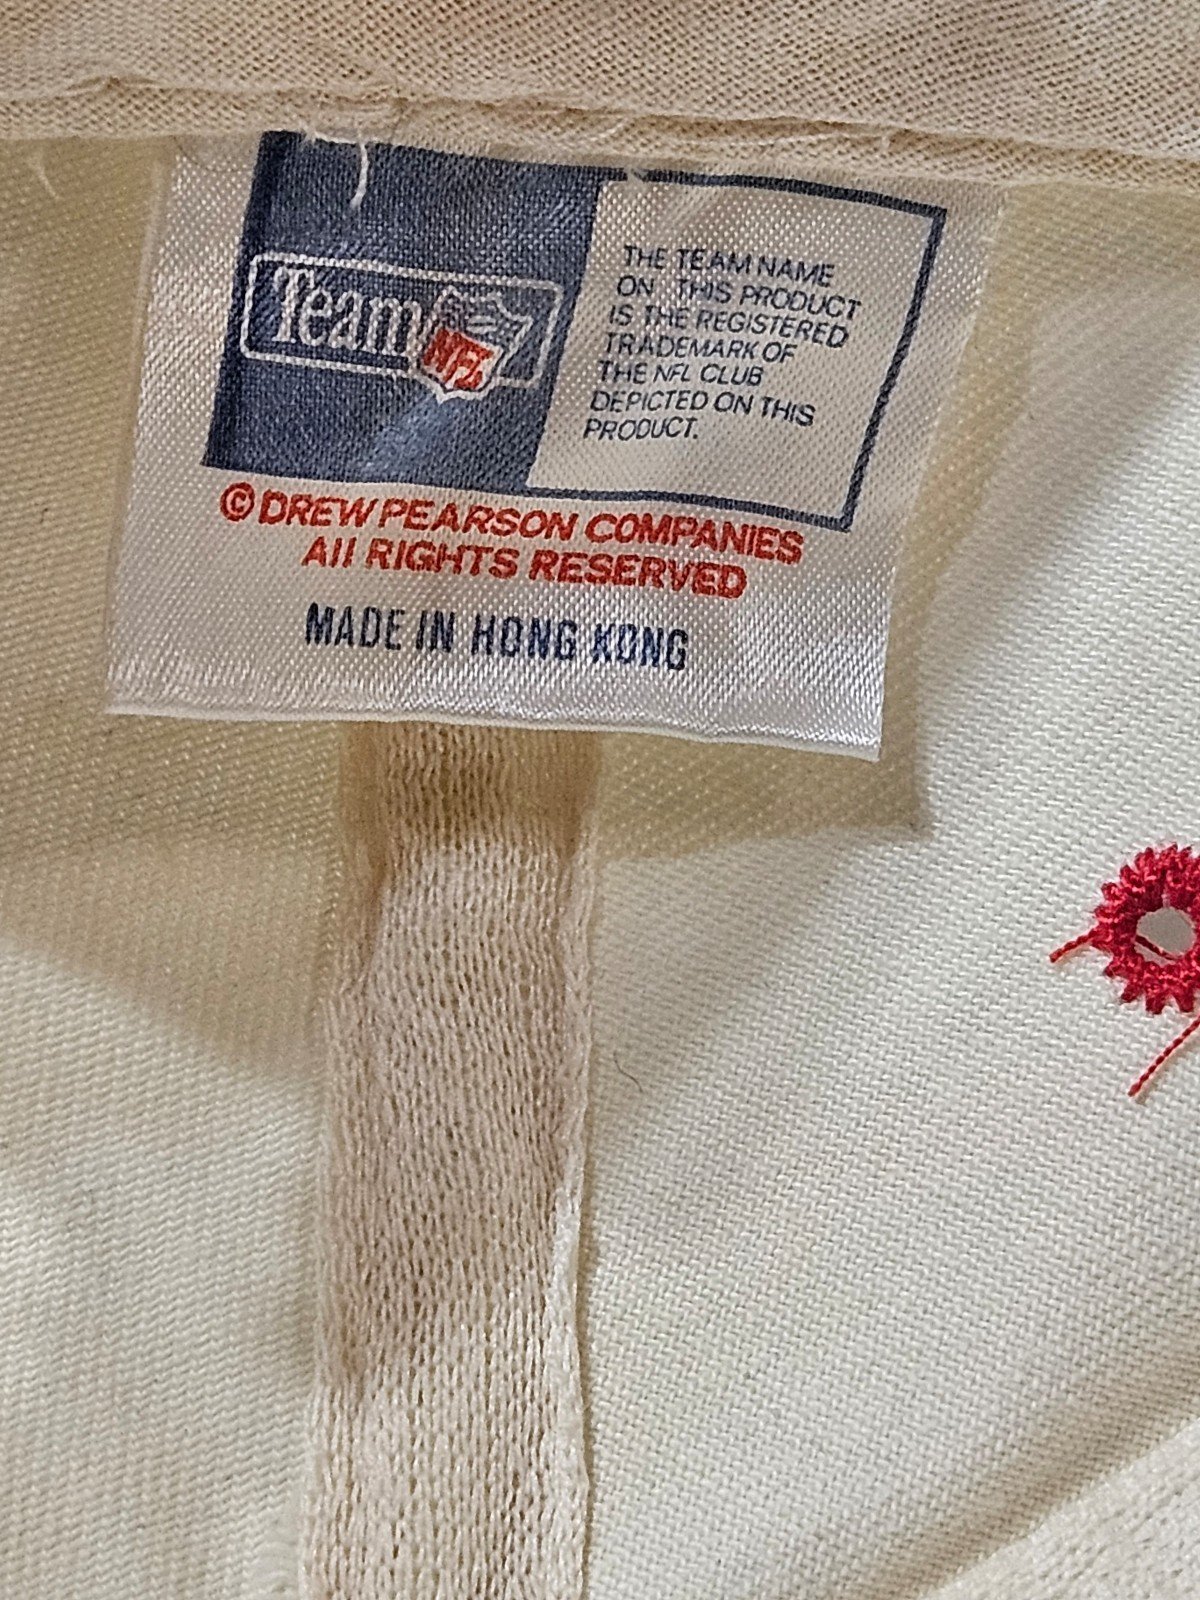 Team NFL
THE TEAM NAME
ON THIS PRODUCT
IS THE REGISTERED
TRADEMARK OF
THE NFL CLUB
DEPICTED ON THIS
PRODUCT.
© DREW PEARSON COMPANIES
All RIGHTS RESERVED
MADE IN HONG KONG